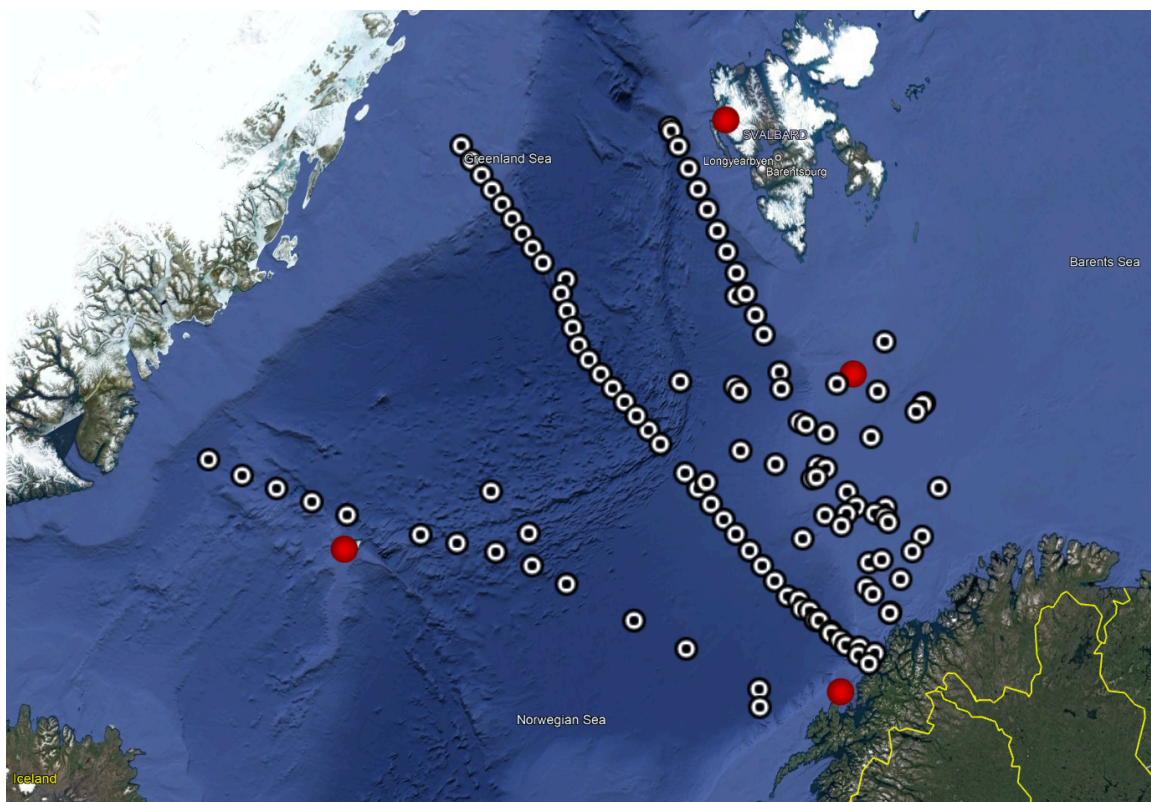 Greenland Sea
SVALBARD
Longyearbyen
Barentsburg
Barents Sea
Norwegian Sea
Iceland